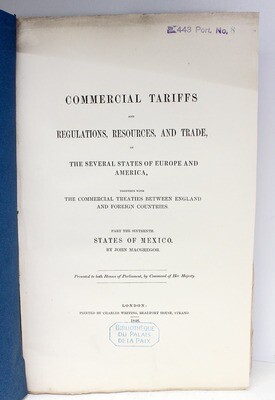 443 Port. No. 8
COMMERCIAL TARIFFS
AND
REGULATIONS, RESOURCES, AND TRADE,
OF
THE SEVERAL STATES OF EUROPE AND
AMERICA,
TOGETHER WITH
THE COMMERCIAL TREATIES BETWEEN ENGLAND
AND FOREIGN COUNTRIES.
PART THE SIXTEENTH.
STATES OF MEXICO.
BY JOHN MACGREGOR.
Presented to both Houses of Parliament, by Command of Her Majesty.
LONDON:
PRINTED BY CHARLES WHITING, BEAUFORT HOUSE, STRAND.
1846.
Bibliothèque
DU PALAIS
DE LA PAIX